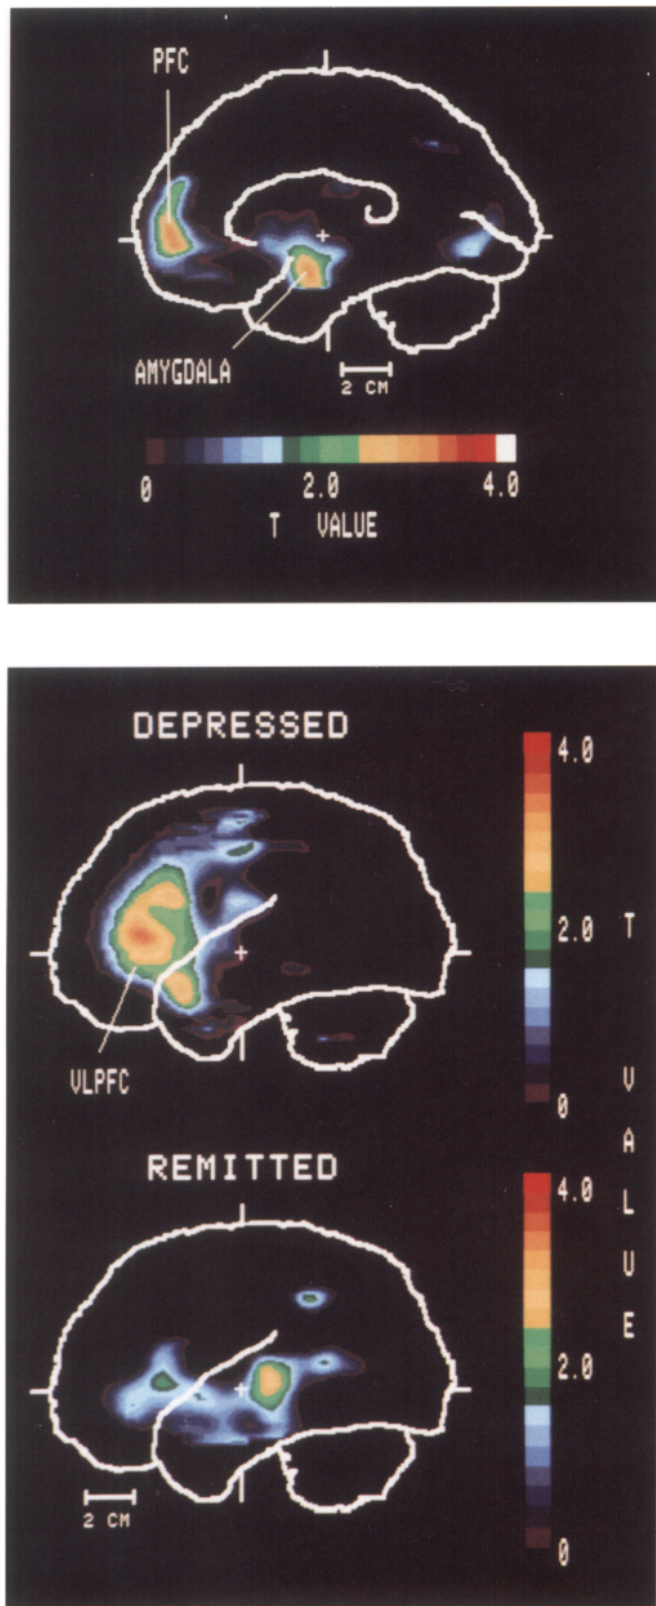 PFC
AMYGDALA
2 CM
0 2.0 4.0
T VALUE
DEPRESSED
4.0
2.0
0
VLPFC
T VALUE
REMITTED
4.0
2.0
0
2 CM